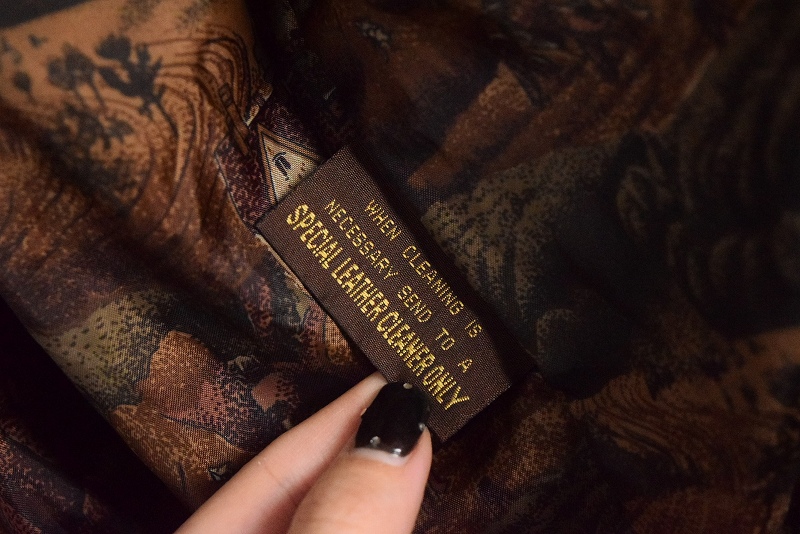 WHEN CLEANING IS
NECESSARY SEND TO A
SPECIAL LEATHER CLEANER ONLY